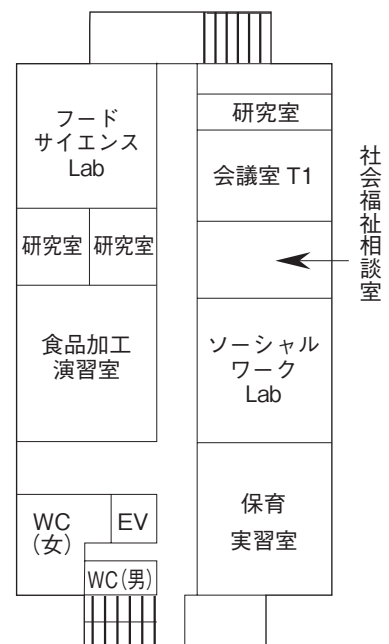 フード
サイエンス
Lab
研究室
会議室 T1
社会福祉相談室
研究室
研究室
食品加工
演習室
ソーシャル
ワーク
Lab
WC
（女）
EV
保育
実習室
WC（男）